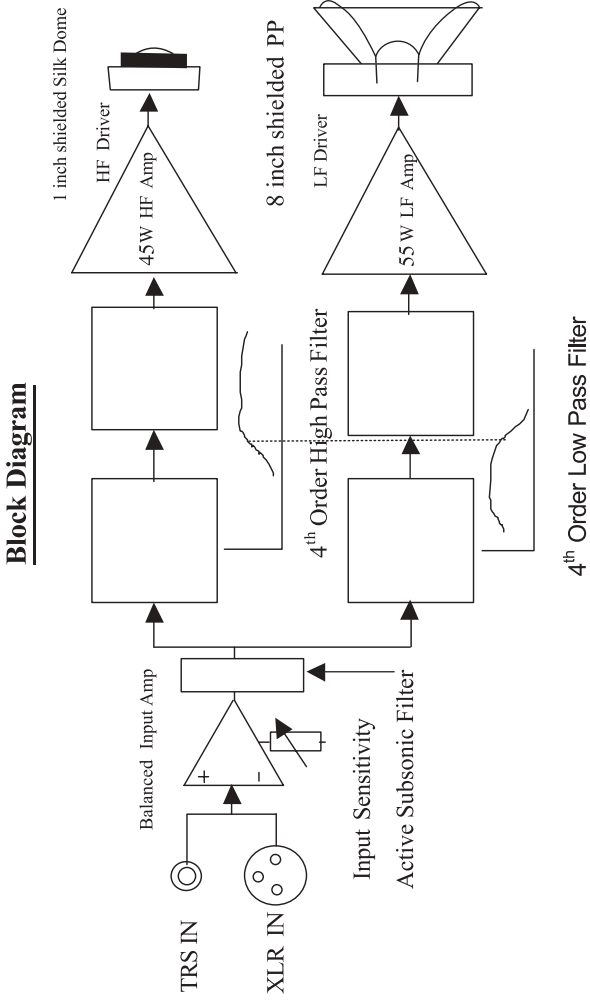 Block Diagram
1 inch shielded Silk Dome
HF Driver
45W HF Amp
8 inch shielded PP
LF Driver
55W LF Amp
4th Order High Pass Filter
4th Order Low Pass Filter
Balanced Input Amp
+
−
Input Sensitivity
Active Subsonic Filter
TRS IN
XLR IN